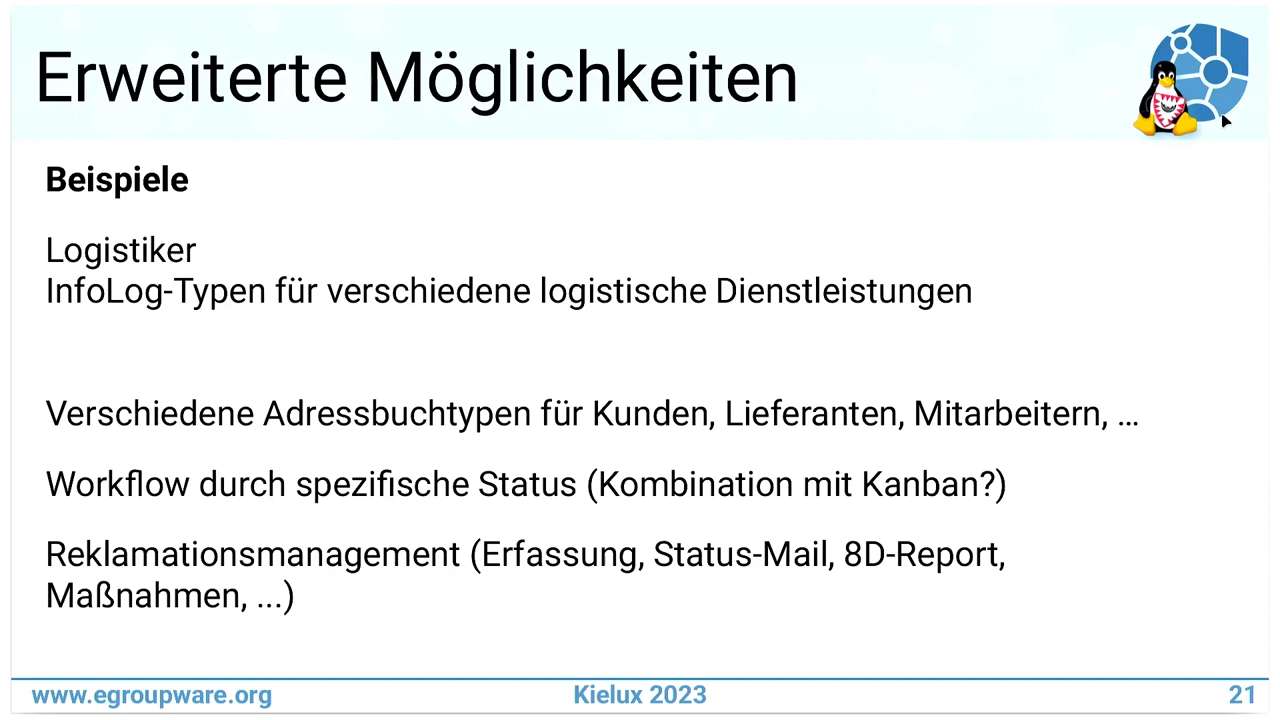 Erweiterte Möglichkeiten
Beispiele
Logistiker
InfoLog-Typen für verschiedene logistische Dienstleistungen
Verschiedene Adressbuchtypen für Kunden, Lieferanten, Mitarbeitern, …
Workflow durch spezifische Status (Kombination mit Kanban?)
Reklamationsmanagement (Erfassung, Status-Mail, 8D-Report,
Maßnahmen, ...)
www.egroupware.org Kielux 2023 21